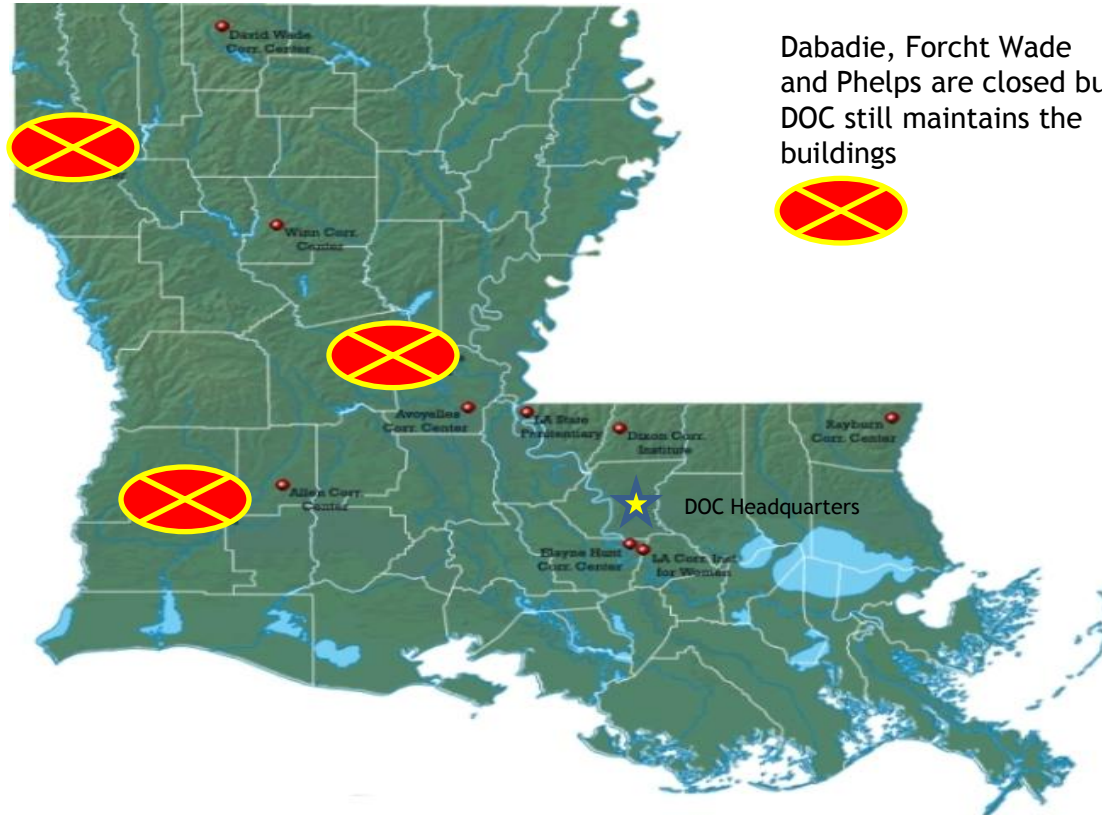 Dabadie, Forcht Wade
and Phelps are closed bu
DOC still maintains the
buildings
David Wade
Corr. Center
Winn Corr.
Center
Avoyelles
Corr. Center
LA State
Penitentiary
Dixon Corr.
Institute
Rayburn
Corr. Center
Allen Corr.
Center
DOC Headquarters
Elayne Hunt
Corr. Center
LA Corr. Inst
for Women